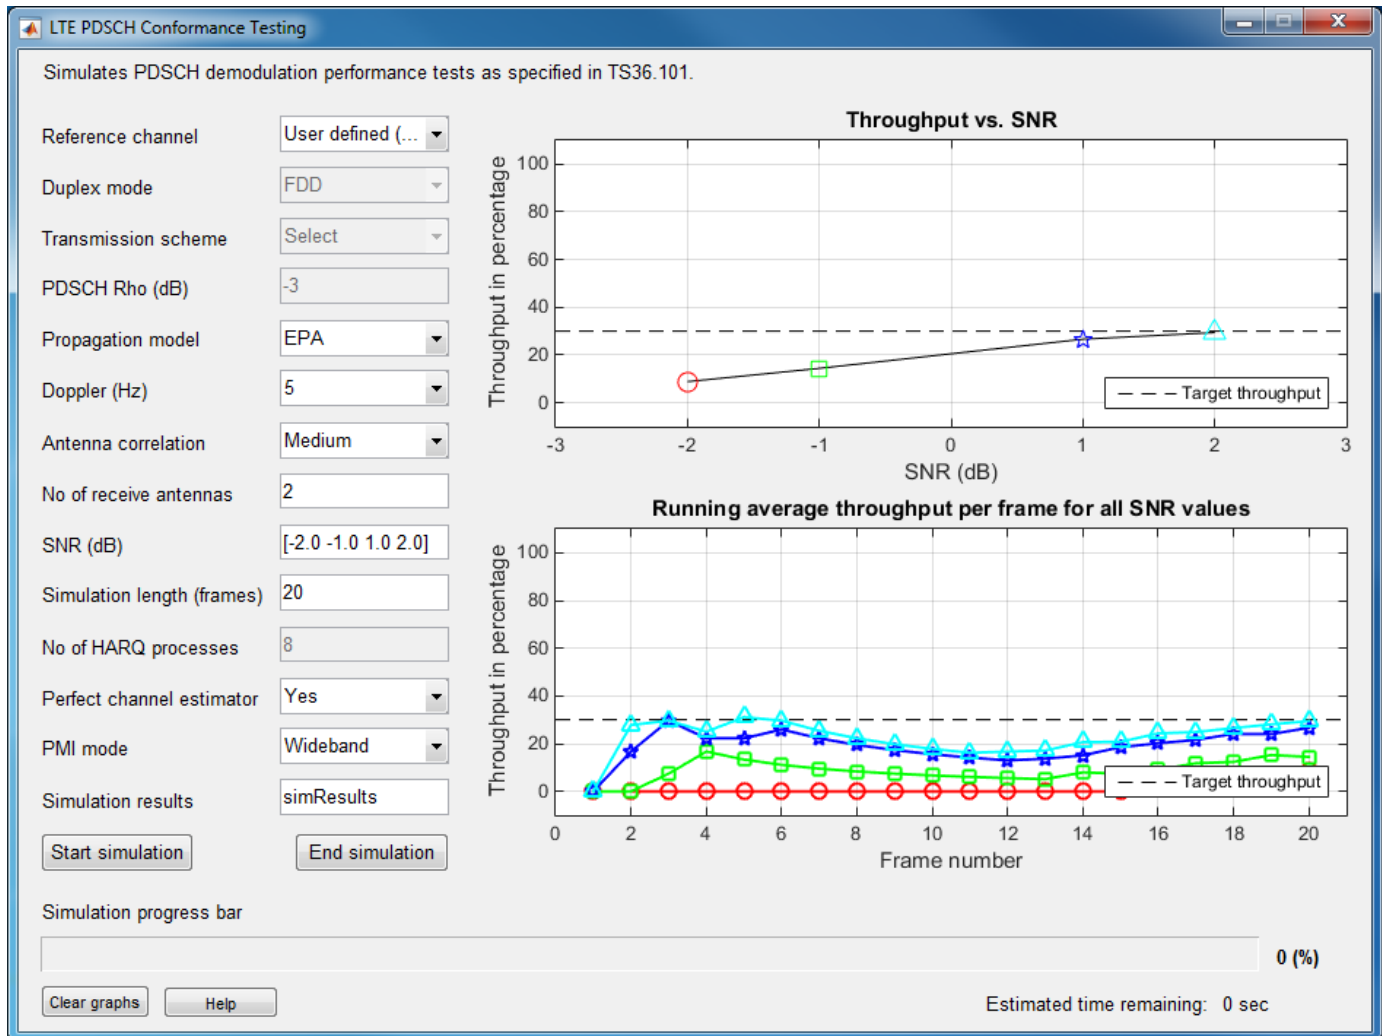 LTE PDSCH Conformance Testing
Simulates PDSCH demodulation performance tests as specified in TS36.101.
Reference channel
User defined (...
Duplex mode
FDD
Transmission scheme
Select
PDSCH Rho (dB)
-3
Propagation model
EPA
Doppler (Hz)
5
Antenna correlation
Medium
No of receive antennas
2
SNR (dB)
[-2.0 -1.0 1.0 2.0]
Simulation length (frames)
20
No of HARQ processes
8
Perfect channel estimator
Yes
PMI mode
Wideband
Simulation results
simResults
Start simulation
End simulation
Throughput vs. SNR
Throughput in percentage
100
80
60
40
20
0
Target throughput
-3 -2 -1 0 1 2 3
SNR (dB)
Running average throughput per frame for all SNR values
Throughput in percentage
100
80
60
40
20
0
Target throughput
0 2 4 6 8 10 12 14 16 18 20
Frame number
Simulation progress bar
0 (%)
Clear graphs
Help
Estimated time remaining: 0 sec